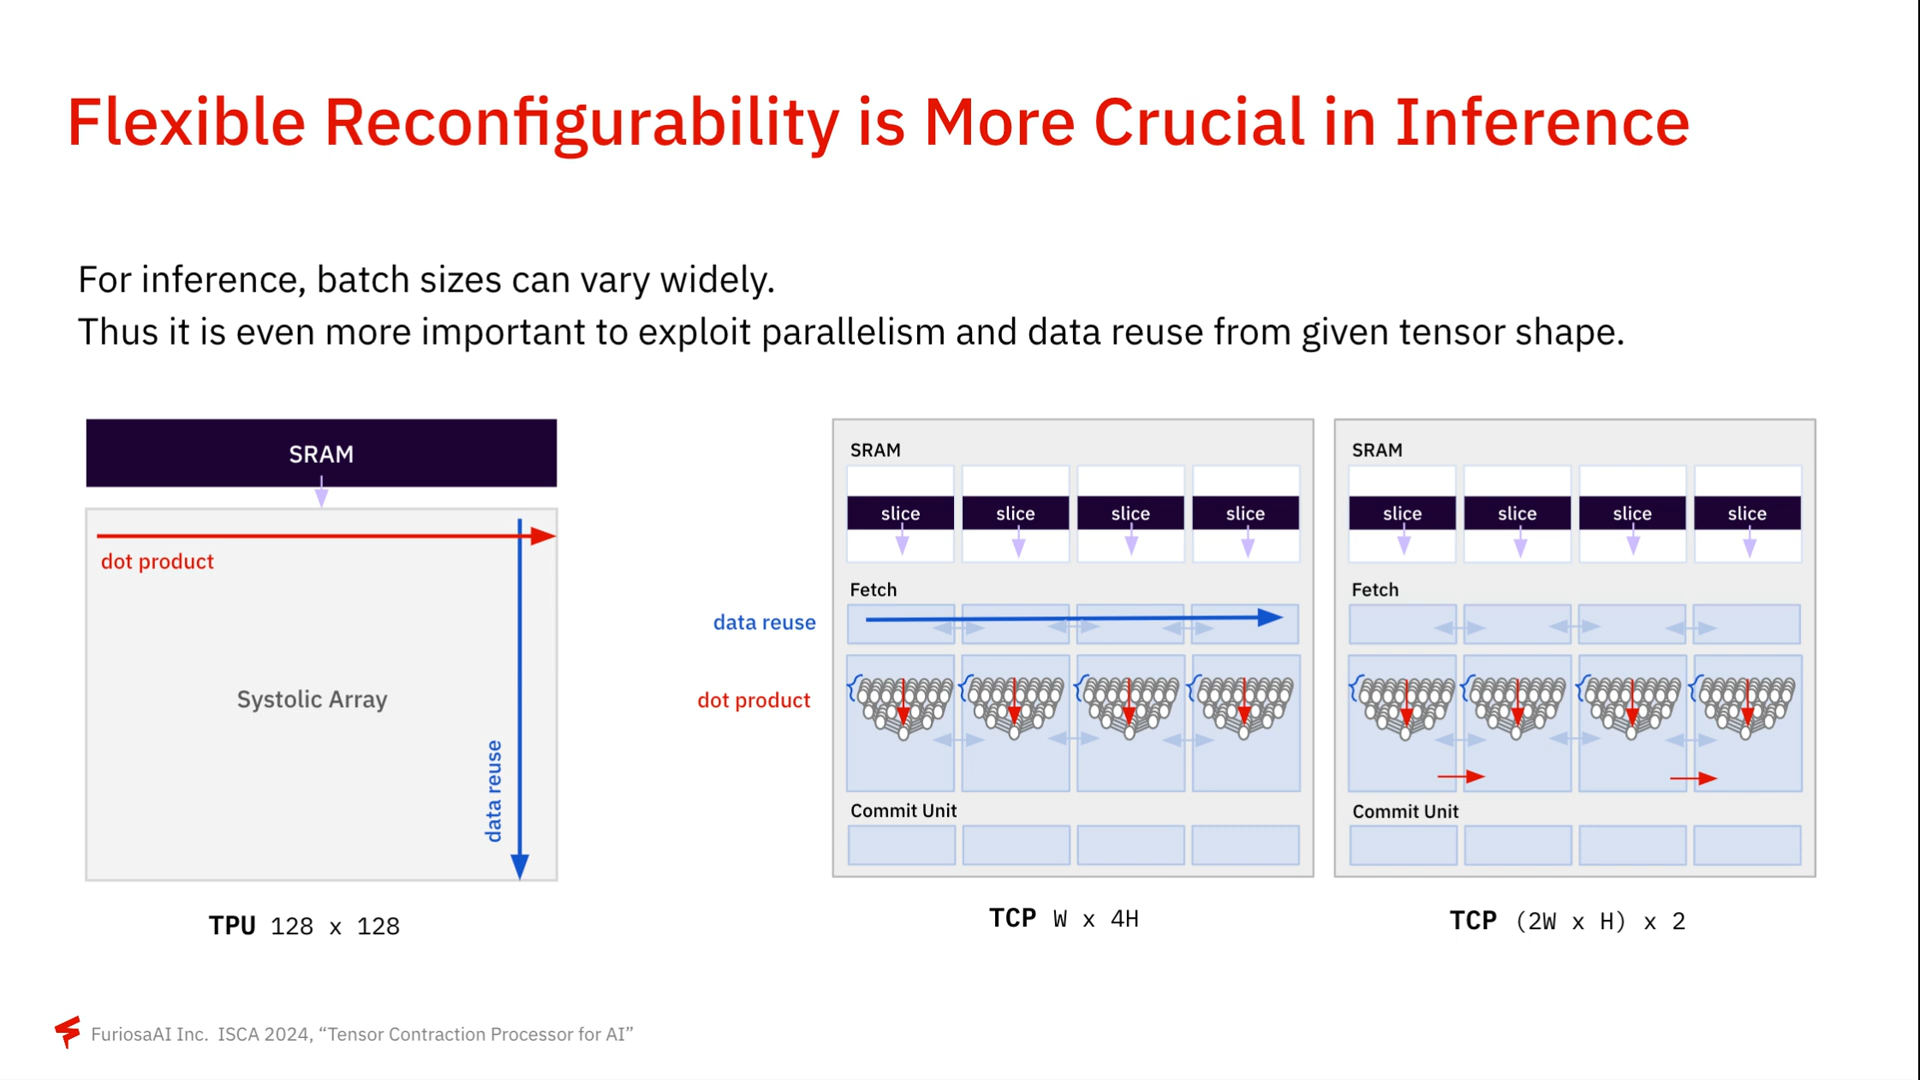 Flexible Reconfigurability is More Crucial in Inference
For inference, batch sizes can vary widely.
Thus it is even more important to exploit parallelism and data reuse from given tensor shape.
SRAM
dot product
Systolic Array
data reuse
TPU 128 x 128
data reuse
dot product
SRAM
slice slice slice slice
Fetch
Commit Unit
TCP W x 4H
SRAM
slice slice slice slice
Fetch
Commit Unit
TCP (2W x H) x 2
FuriosaAI Inc. ISCA 2024, “Tensor Contraction Processor for AI”